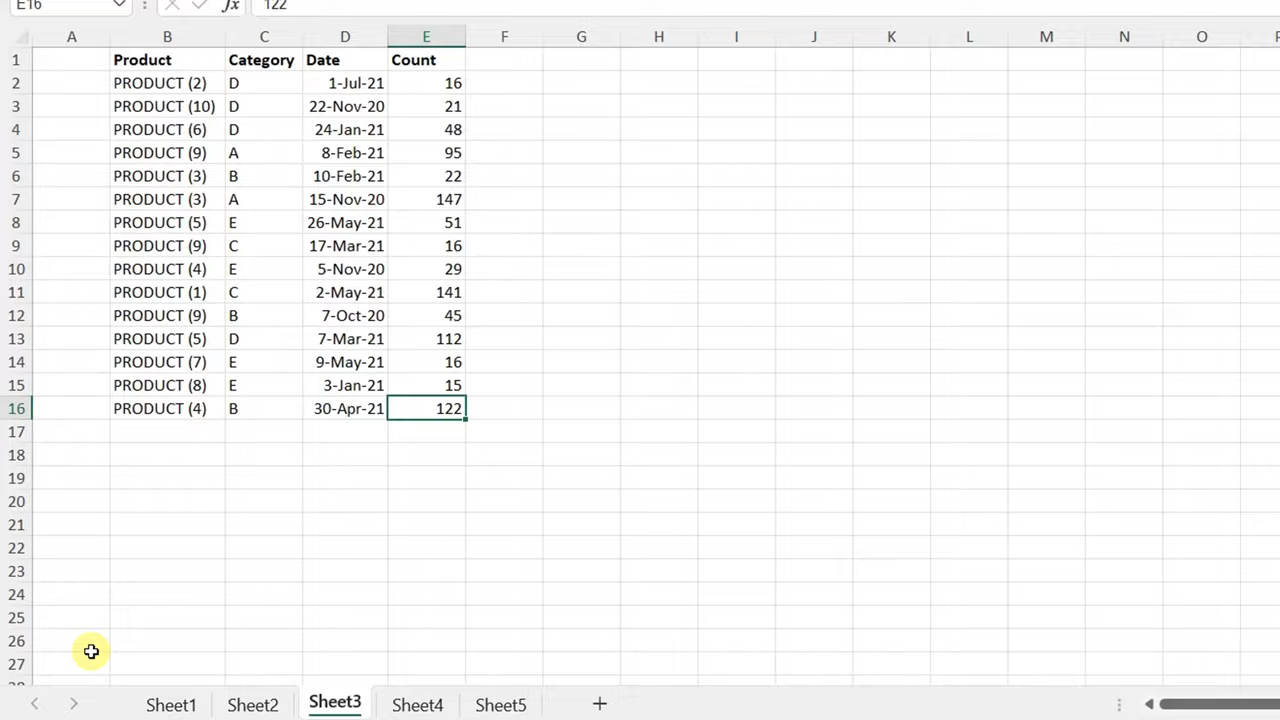 E16 fx 122
A B C D E F G H I J K L M N O
1 Product Category Date Count
2 PRODUCT (2) D 1-Jul-21 16
3 PRODUCT (10) D 22-Nov-20 21
4 PRODUCT (6) D 24-Jan-21 48
5 PRODUCT (9) A 8-Feb-21 95
6 PRODUCT (3) B 10-Feb-21 22
7 PRODUCT (3) A 15-Nov-20 147
8 PRODUCT (5) E 26-May-21 51
9 PRODUCT (9) C 17-Mar-21 16
10 PRODUCT (4) E 5-Nov-20 29
11 PRODUCT (1) C 2-May-21 141
12 PRODUCT (9) B 7-Oct-20 45
13 PRODUCT (5) D 7-Mar-21 112
14 PRODUCT (7) E 9-May-21 16
15 PRODUCT (8) E 3-Jan-21 15
16 PRODUCT (4) B 30-Apr-21 122
17
18
19
20
21
22
23
24
25
26
27
Sheet1 Sheet2 Sheet3 Sheet4 Sheet5